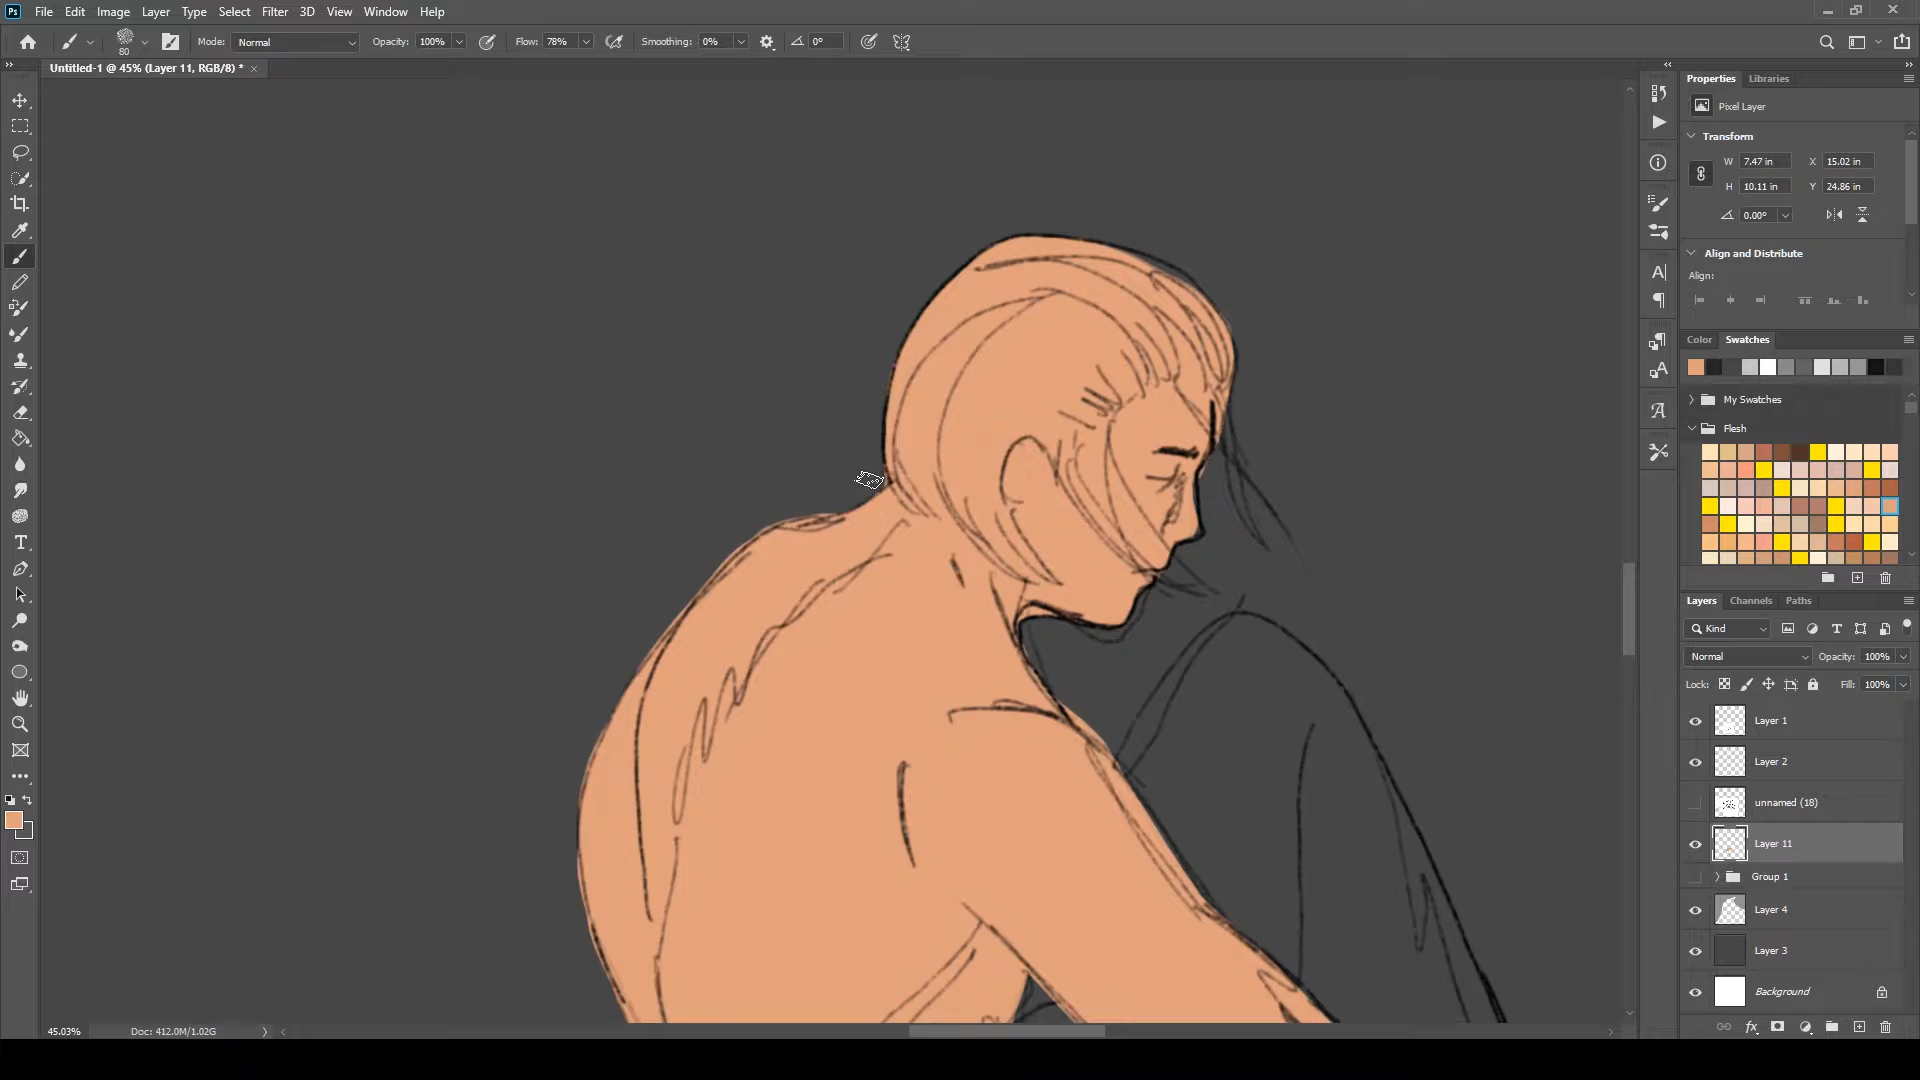 Ps File Edit Image Layer Type Select Filter 3D View Window Help
80 Mode: Normal Opacity: 100% Flow: 78% Smoothing: 0% 0°
Untitled-1 @ 45% (Layer 11, RGB/8) *
Properties Libraries
Pixel Layer
Transform
W 7.47 in X 15.02 in
H 10.11 in Y 24.86 in
0.00°
Align and Distribute
Align:
Color Swatches
My Swatches
Flesh
Layers Channels Paths
Kind
Normal Opacity: 100%
Lock: Fill: 100%
Layer 1
Layer 2
unnamed (18)
Layer 11
Group 1
Layer 4
Layer 3
Background
45.03% Doc: 412.0M/1.02G